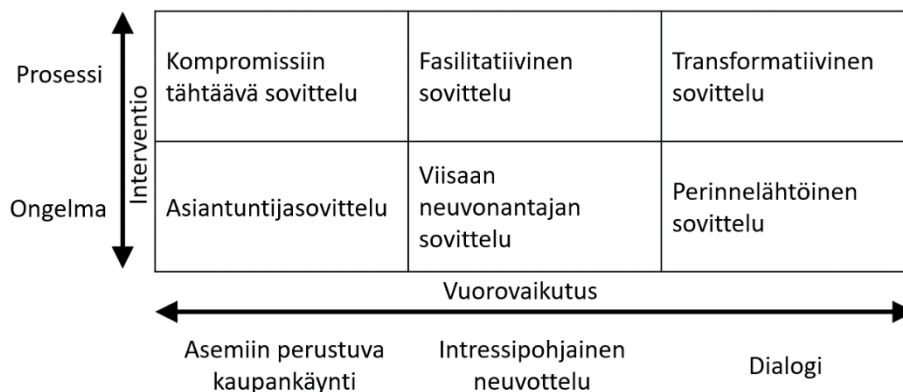 Prosessi
Interventio
Kompromissiin
tähtäävä sovittelu
Fasilitatiivinen
sovittelu
Transformatiivinen
sovittelu
Ongelma
Asiantuntijasovittelu
Viisaan
neuvonantajan
sovittelu
Perinnelähtöinen
sovittelu
Vuorovaikutus
Asemiin perustuva
kaupankäynti
Intressipohjainen
neuvottelu
Dialogi